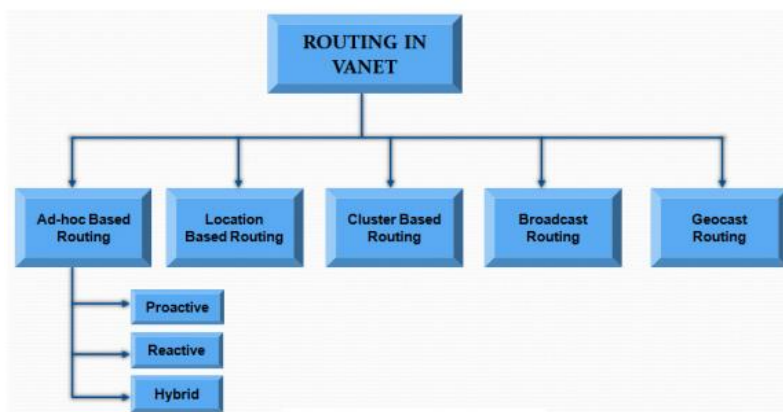 ROUTING IN
VANET
Ad-hoc Based
Routing
Location
Based Routing
Cluster Based
Routing
Broadcast
Routing
Geocast
Routing
Proactive
Reactive
Hybrid